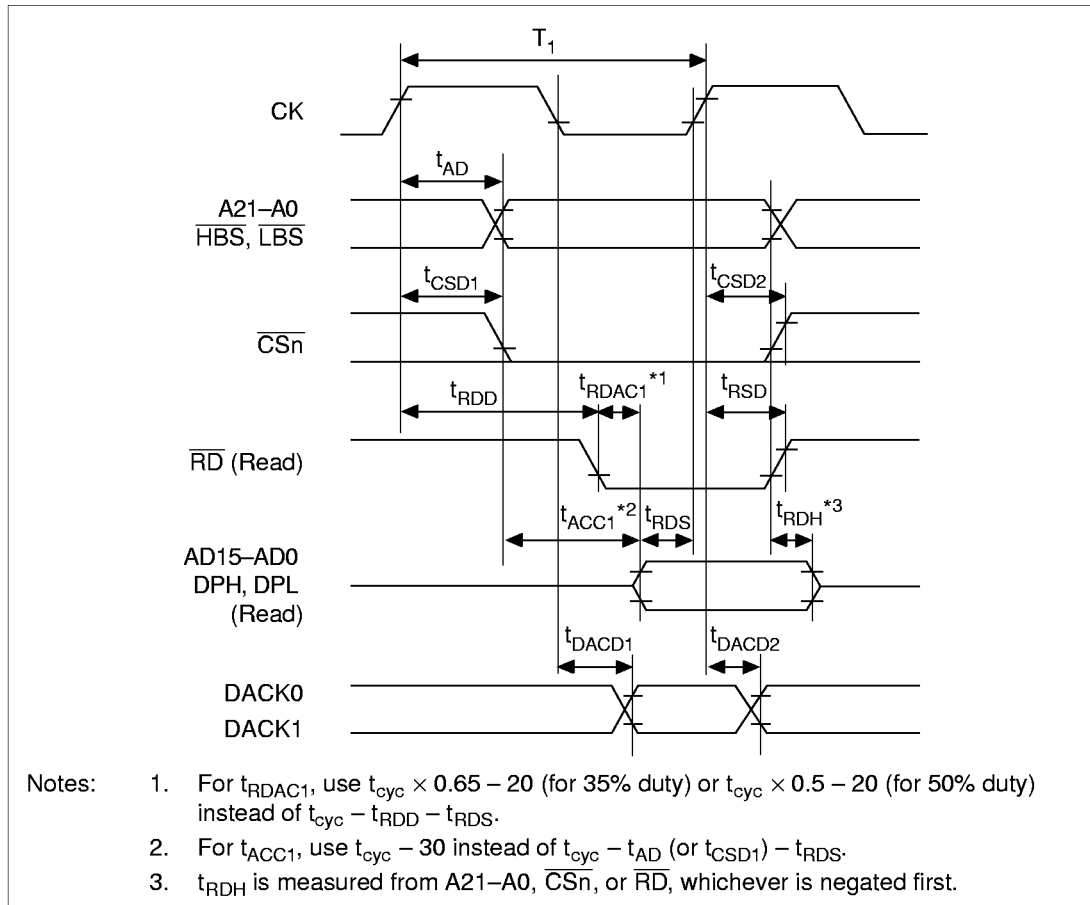 T1
CK
tAD
A21–A0
HBS, LBS
tCSD1
tCSD2
CSn
tRDD
tRDAC1*1
tRSD
RD (Read)
tACC1*2
tRDS
tRDH*3
AD15–AD0
DPH, DPL
(Read)
tDACD1
tDACD2
DACK0
DACK1
Notes: 1. For tRDAC1, use tcyc × 0.65 – 20 (for 35% duty) or tcyc × 0.5 – 20 (for 50% duty)
instead of tcyc – tRDD – tRDS.
2. For tACC1, use tcyc – 30 instead of tcyc – tAD (or tCSD1) – tRDS.
3. tRDH is measured from A21–A0, CSn, or RD, whichever is negated first.